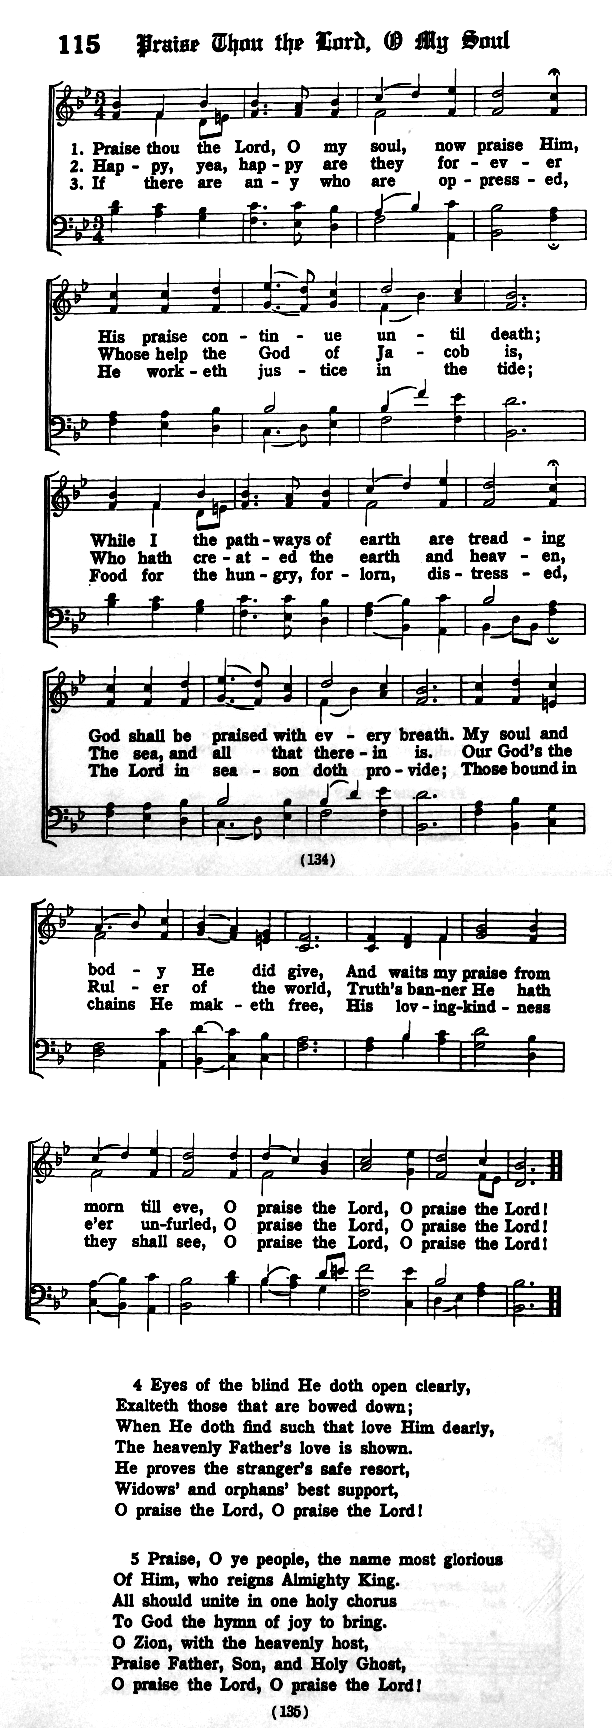 115 Praise Thou the Lord, O My Soul
1. Praise thou the Lord, O my soul, now praise Him,
2. Hap - py, yea, hap - py are they for - ev - er
3. If there are an - y who are op - press - ed,
His praise con - tin - ue un - til death;
Whose help the God of Ja - cob is,
He work - eth jus - tice in the tide;
While I the path - ways of earth are tread - ing
Who hath cre - at - ed the earth and heav - en,
Food for the hun - gry, for - lorn, dis - tress - ed,
God shall be praised with ev - ery breath. My soul and
The sea, and all that there - in is. Our God's the
The Lord in sea - son doth pro - vide; Those bound in
(134)
bod - y He did give, And waits my praise from
Rul - er of the world, Truth's ban-ner He hath
chains He mak - eth free, His lov - ing-kind - ness
morn till eve, O praise the Lord, O praise the Lord!
e'er un-furled, O praise the Lord, O praise the Lord!
they shall see, O praise the Lord, O praise the Lord!
4 Eyes of the blind He doth open clearly,
Exalteth those that are bowed down;
When He doth find such that love Him dearly,
The heavenly Father's love is shown.
He proves the stranger's safe resort,
Widows' and orphans' best support,
O praise the Lord, O praise the Lord!
5 Praise, O ye people, the name most glorious
Of Him, who reigns Almighty King.
All should unite in one holy chorus
To God the hymn of joy to bring.
O Zion, with the heavenly host,
Praise Father, Son, and Holy Ghost,
O praise the Lord, O praise the Lord!
(135)